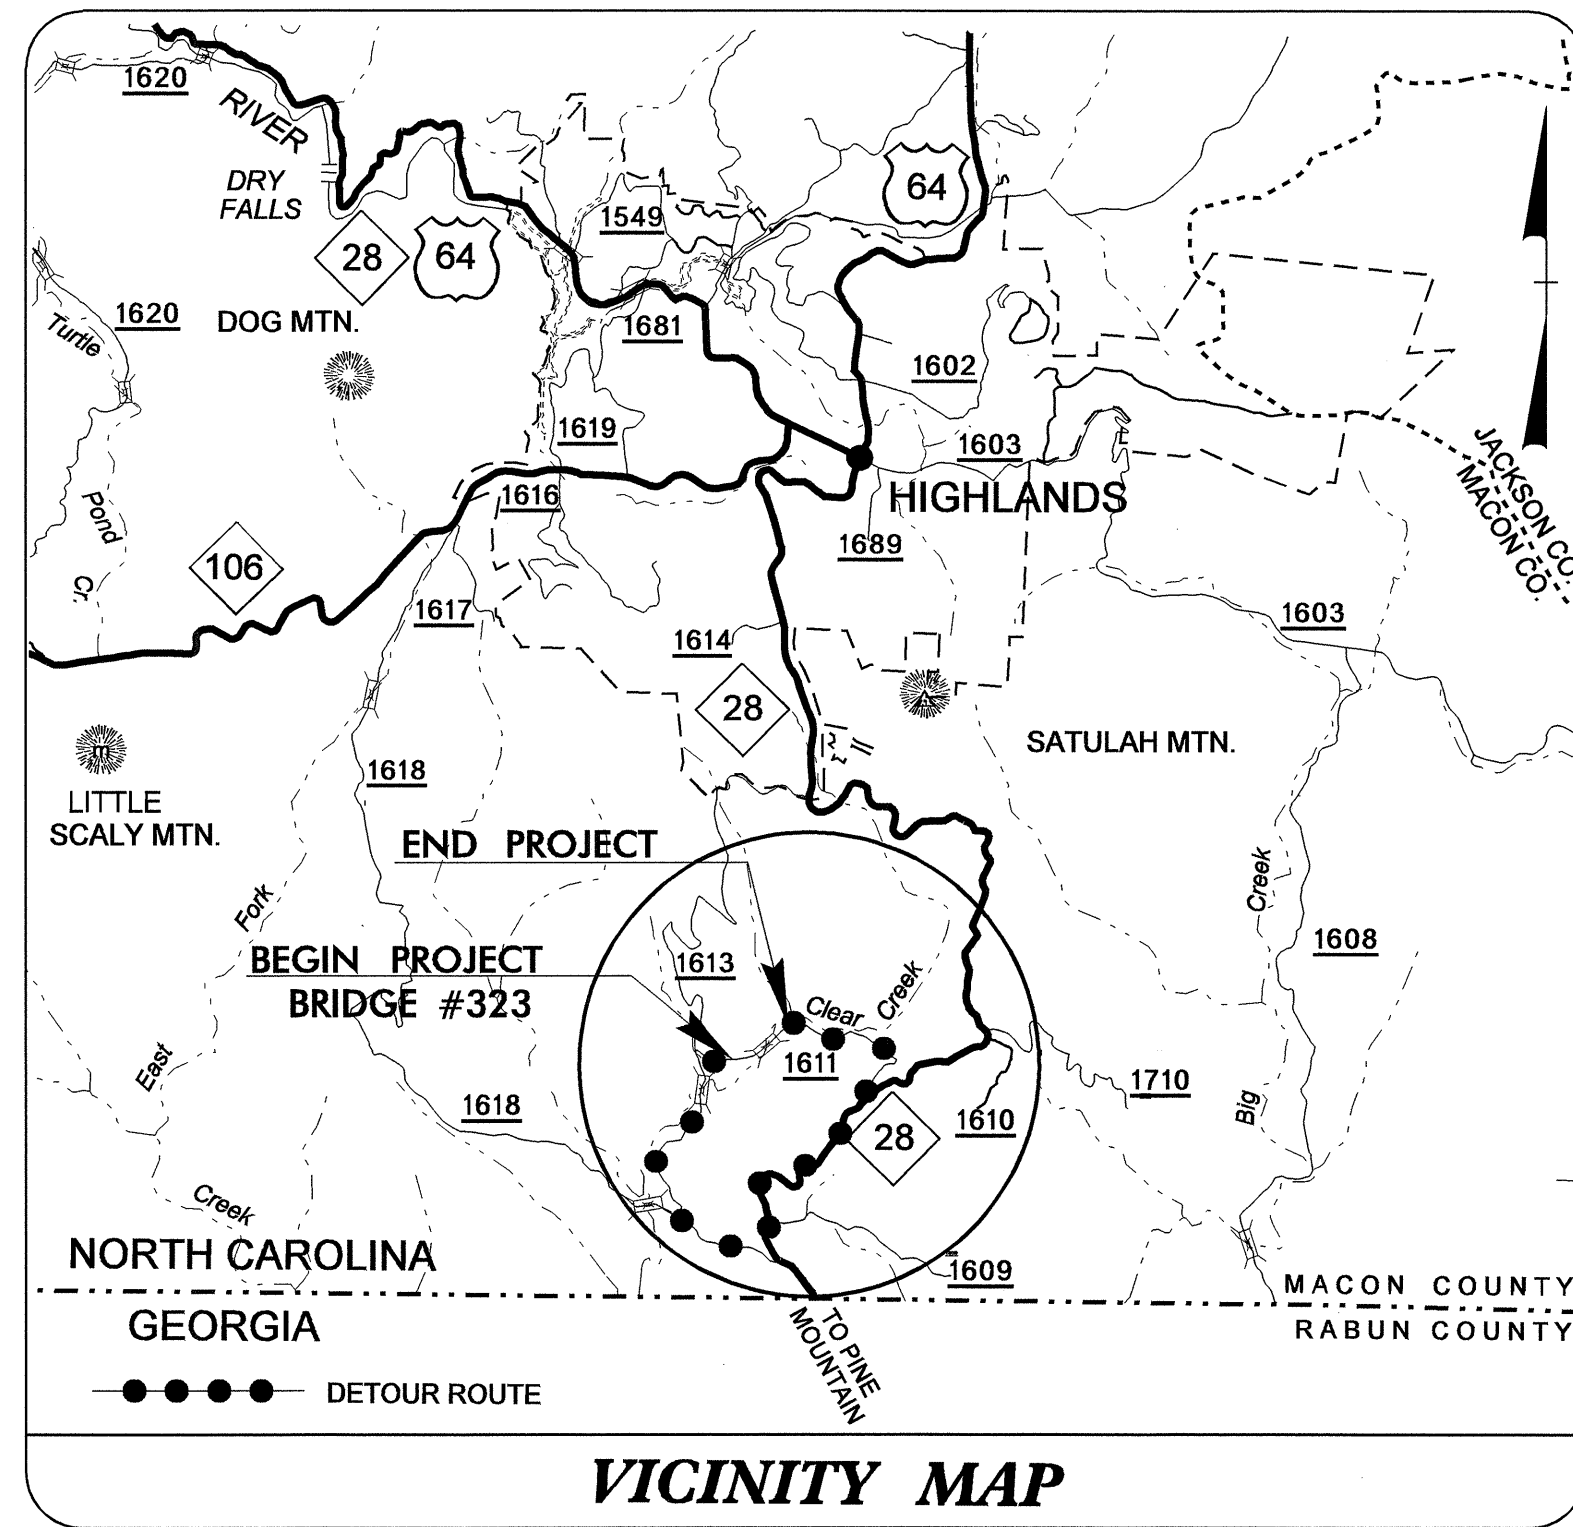 1620
RIVER
DRY
FALLS
64
1549
28
64
1620
Turtle
DOG MTN.
1681
1602
1619
1603
JACKSON CO.
MACON CO.
Pond
Cr.
1616
HIGHLANDS
1689
106
1617
1614
1603
28
SATULAH MTN.
m
LITTLE
SCALY MTN.
1618
END PROJECT
Fork
Creek
BEGIN PROJECT
BRIDGE #323
1613
1608
Clear
Creek
East
1611
1710
Big
1618
1610
28
Creek
NORTH CAROLINA
1609
MACON COUNTY
GEORGIA
RABUN COUNTY
TO PINE
MOUNTAIN
DETOUR ROUTE
VICINITY MAP